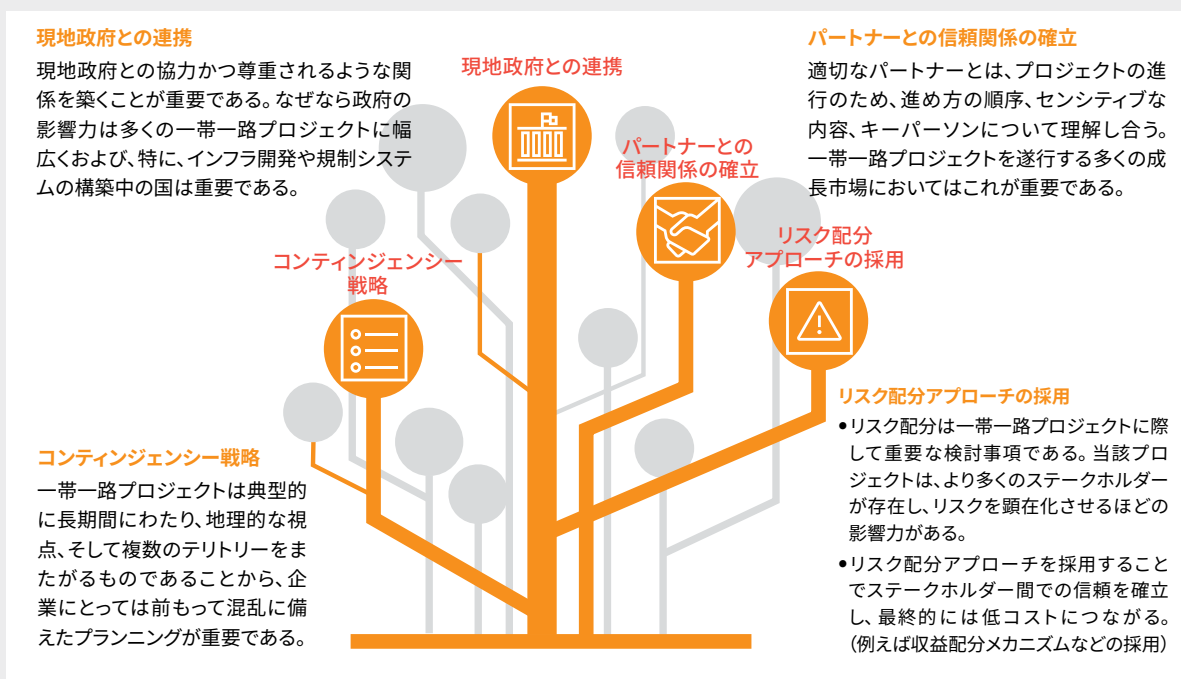 現地政府との連携
現地政府との協力かつ尊重されるような関
係を築くことが重要である。なぜなら政府の
影響力は多くの一帯一路プロジェクトに幅
広くおよび、特に、インフラ開発や規制システ
ムの構築中の国は重要である。
現地政府との連携
パートナーとの信頼関係の確立
適切なパートナーとは、プロジェクトの進
行のため、進め方の順序、センシティブな
内容、キーパーソンについて理解し合う。
一帯一路プロジェクトを遂行する多くの成
長市場においてはこれが重要である。
パートナーとの
信頼関係の確立
リスク配分
アプローチの採用
コンティンジェンシー
戦略
コンティンジェンシー戦略
一帯一路プロジェクトは典型的
に長期間にわたり、地理的な視
点、そして複数のテリトリーをま
たがるものであることから、企
業にとっては前もって混乱に備
えたプランニングが重要である。
リスク配分アプローチの採用
•リスク配分は一帯一路プロジェクトに際
して重要な検討事項である。当該プロ
ジェクトは、より多くのステークホルダー
が存在し、リスクを顕在化させるほどの
影響力がある。
•リスク配分アプローチを採用すること
でステークホルダー間での信頼を確立
し、最終的には低コストにつながる。
(例えば収益配分メカニズムなどの採用)